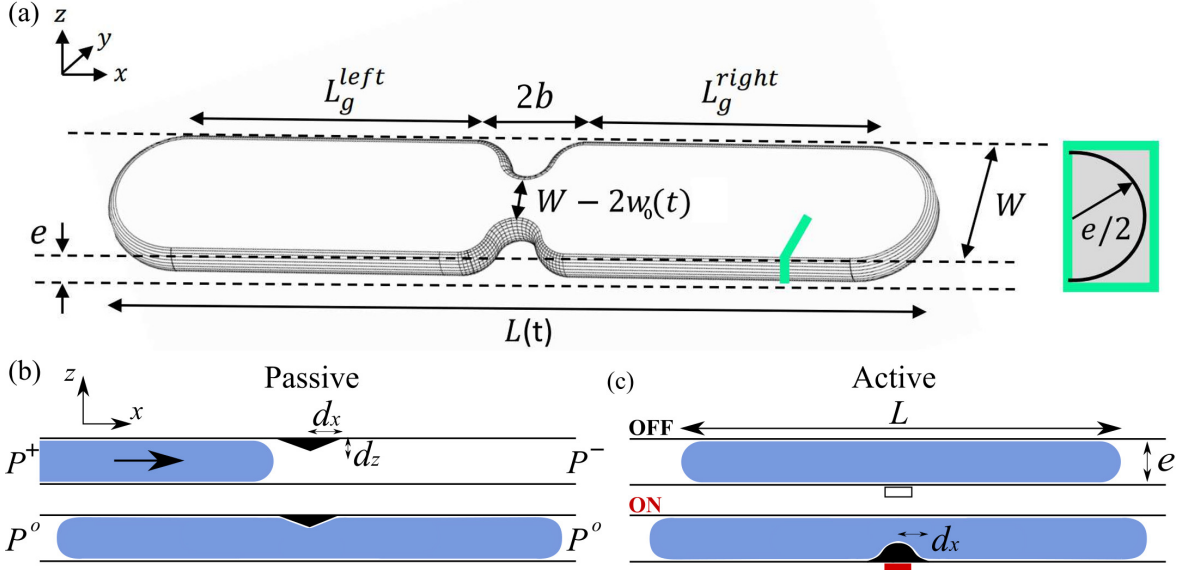 (a)
z
y
x
L_g^{left}
2b
L_g^{right}
W − 2w_0(t)
W
e
e/2
L(t)
(b)
Passive
z
x
d_x
d_z
P^+
P^−
P^o
P^o
(c)
Active
L
OFF
e
ON
d_x